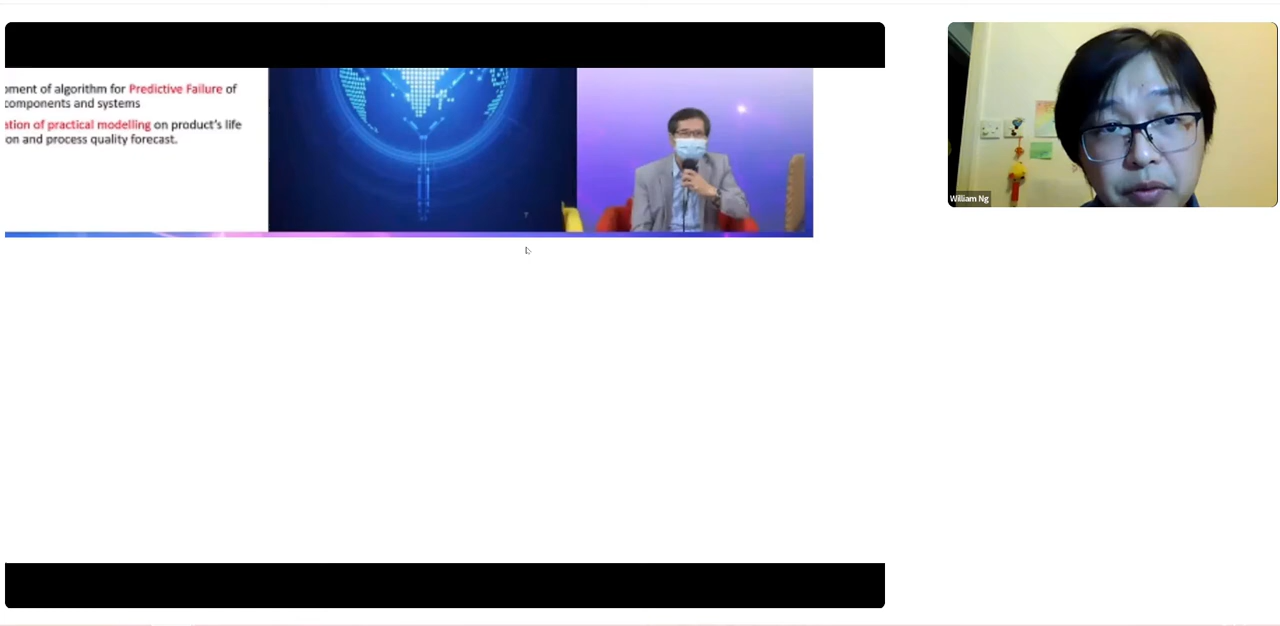 oment of algorithm for Predictive Failure of
components and systems
ation of practical modelling on product's life
on and process quality forecast.
William Ng